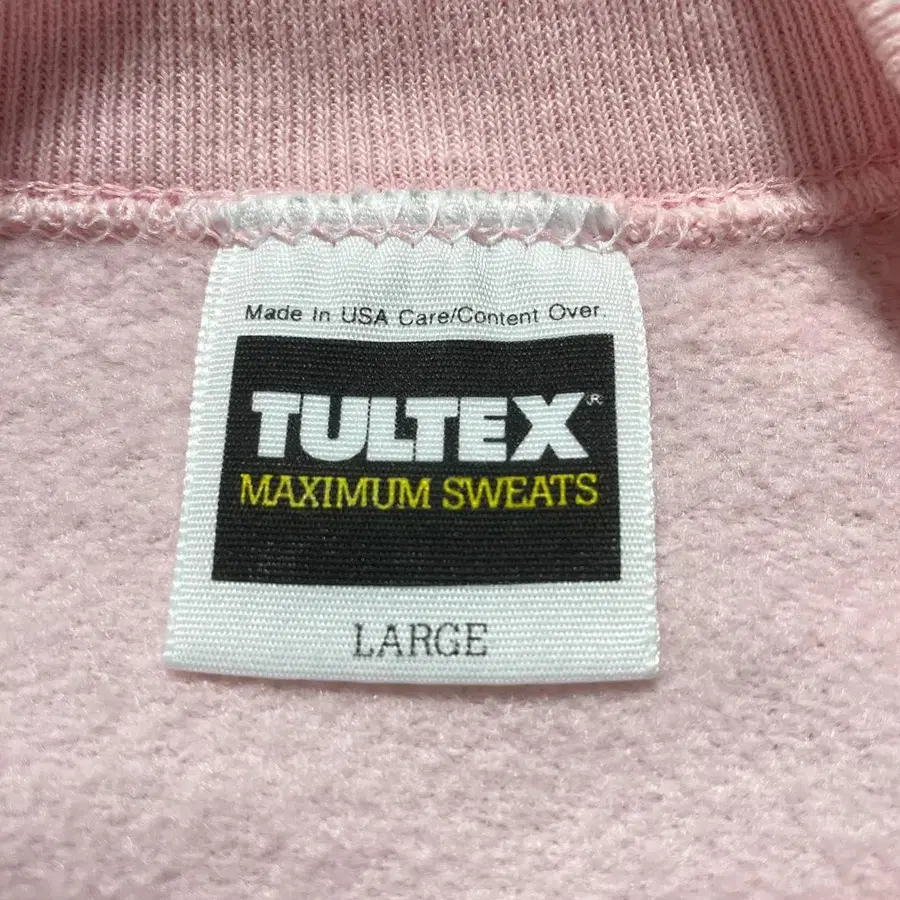 Made In USA Care/Content Over.
TULTEX®
MAXIMUM SWEATS
LARGE